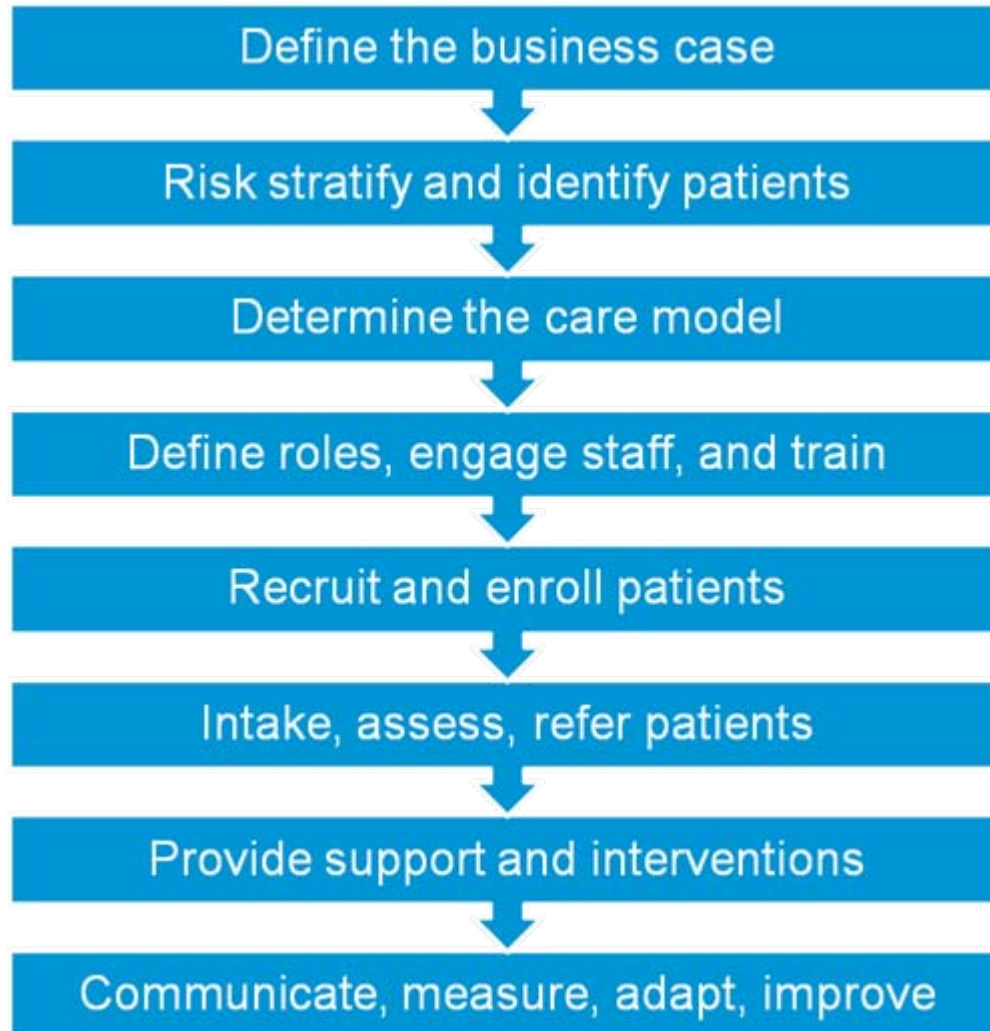 Define the business case
Risk stratify and identify patients
Determine the care model
Define roles, engage staff, and train
Recruit and enroll patients
Intake, assess, refer patients
Provide support and interventions
Communicate, measure, adapt, improve